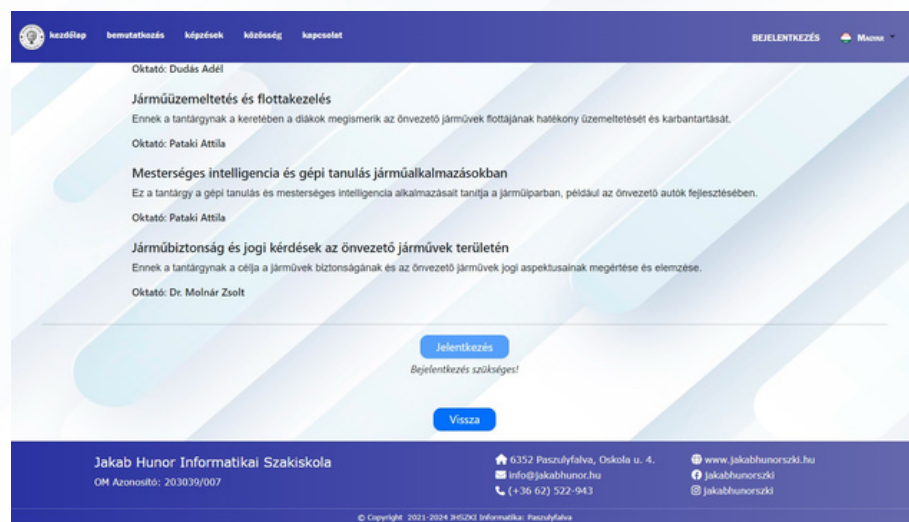 kezdőlap bemutatkozás képzések közösség kapcsolat BEJELENTKEZÉS Magyar
Oktató: Dudás Adél
Járműüzemeltetés és flottakezelés
Ennek a tantárgynak a keretében a diákok megismerik az önvezető járművek flottájának hatékony üzemeltetését és karbantartását.
Oktató: Pataki Attila
Mesterséges intelligencia és gépi tanulás járműalkalmazásokban
Ez a tantárgy a gépi tanulás és mesterséges intelligencia alkalmazásait tanítja a járműiparban, például az önvezető autók fejlesztésében.
Oktató: Pataki Attila
Járműbiztonság és jogi kérdések az önvezető járművek területén
Ennek a tantárgynak a célja a járművek biztonságának és az önvezető járművek jogi aspektusainak megértése és elemzése.
Oktató: Dr. Molnár Zsolt
Jelentkezés
Bejelentkezés szükséges!
Vissza
Jakab Hunor Informatikai Szakiskola
OM Azonosító: 203039/007
6352 Paszulyfalva, Oskola u. 4.
info@jakabhunor.hu
(+36 62) 522-943
www.jakabhunorszki.hu
jakabhunorszki
jakabhunorszki
© Copyright 2021-2024 JHSZKI Informatika: Paszulyfalva